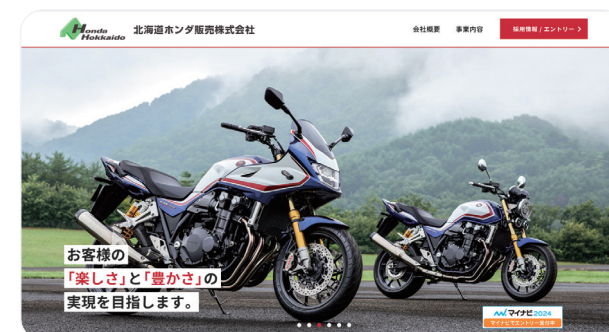 Honda
Hokkaido
北海道ホンダ販売株式会社
会社概要
事業内容
採用情報 / エントリー
お客様の
「楽しさ」と「豊かさ」の
実現を目指します。
マイナビ2024
マイナビでエントリー受付中